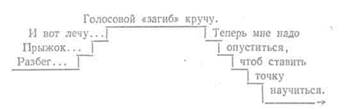 Голосовой «загиб» кручу.
И вот лечу... Теперь мне надо
Прыжок... опуститься,
Разбег... чтоб ставить
точку
научиться.